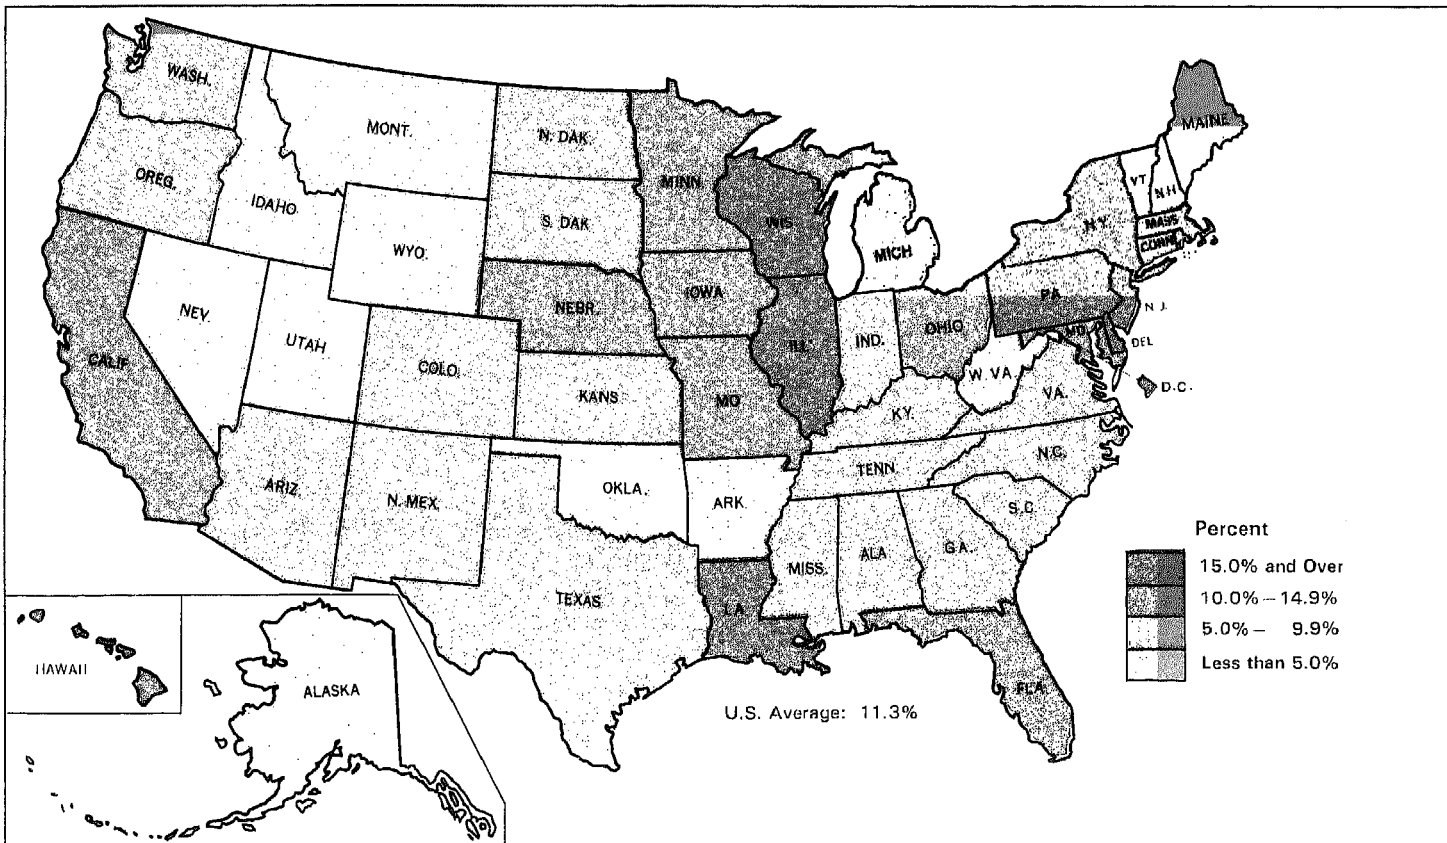 WASH.
MONT.
N. DAK.
MINN.
MAINE
OREG.
IDAHO
S. DAK
WIS
VT.
N.H
N.Y.
MASS
CONN
MICH
WYO.
NEBR.
IOWA
PA.
N.J.
NEV.
UTAH
COLO.
ILL
IND.
OHIO
MD.
DEL
CALIF
KANS
MO
W. VA.
VA.
D.C.
KY.
ARIZ.
N. MEX.
OKLA.
ARK.
TENN.
N.C.
S.C.
TEXAS
LA
MISS.
ALA
GA.
FLA.
HAWAII
ALASKA
Percent
15.0% and Over
10.0% – 14.9%
5.0% – 9.9%
Less than 5.0%
U.S. Average: 11.3%